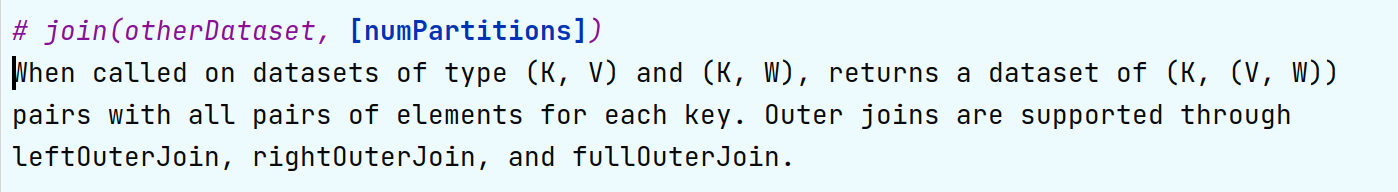 # join(otherDataset, [numPartitions])
When called on datasets of type (K, V) and (K, W), returns a dataset of (K, (V, W))
pairs with all pairs of elements for each key. Outer joins are supported through
leftOuterJoin, rightOuterJoin, and fullOuterJoin.